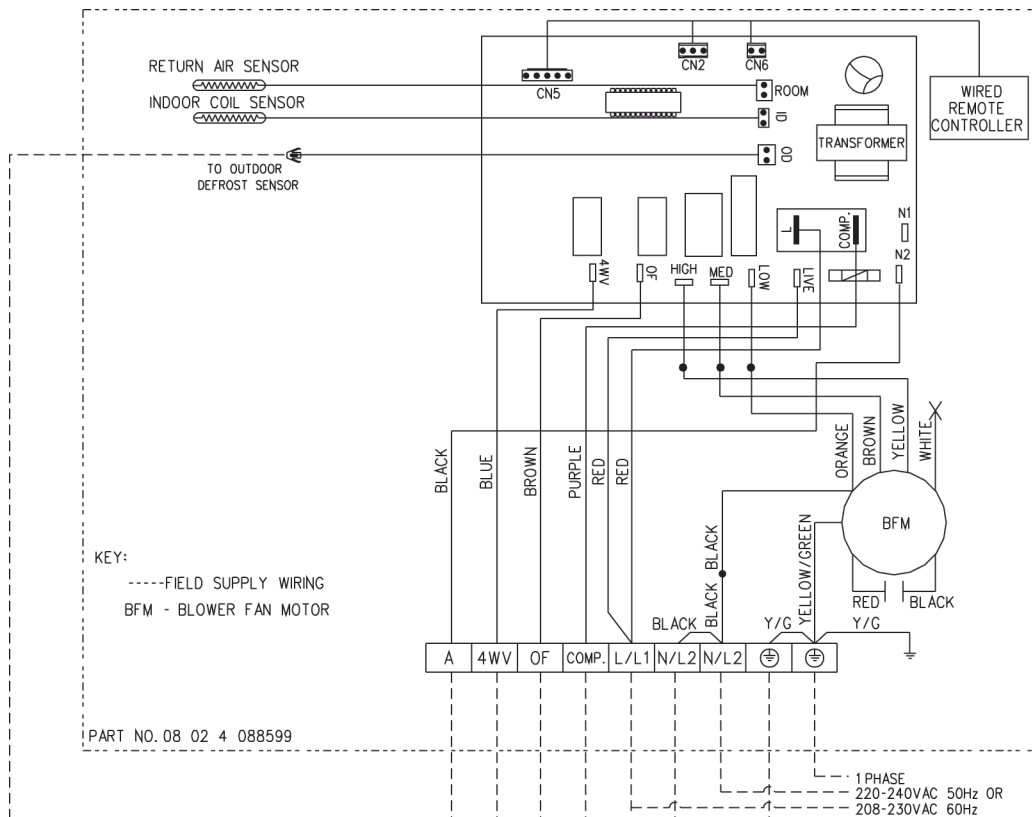 CN5
CN2
CN6
RETURN AIR SENSOR
ROOM
INDOOR COIL SENSOR
ID
WIRED
REMOTE
CONTROLLER
TRANSFORMER
TO OUTDOOR
DEFROST SENSOR
OD
L
COMP.
N1
N2
4WV
OF
HIGH
MED
LOW
LIVE
BLACK
BLUE
BROWN
PURPLE
RED
RED
ORANGE
BROWN
YELLOW
WHITE
BFM
BLACK
BLACK
YELLOW/GREEN
RED
BLACK
KEY:
-----FIELD SUPPLY WIRING
BFM - BLOWER FAN MOTOR
BLACK
Y/G
Y/G
A
4WV
OF
COMP.
L/L1
N/L2
N/L2
PART NO. 08 02 4 088599
1 PHASE
220-240VAC 50Hz OR
208-230VAC 60Hz